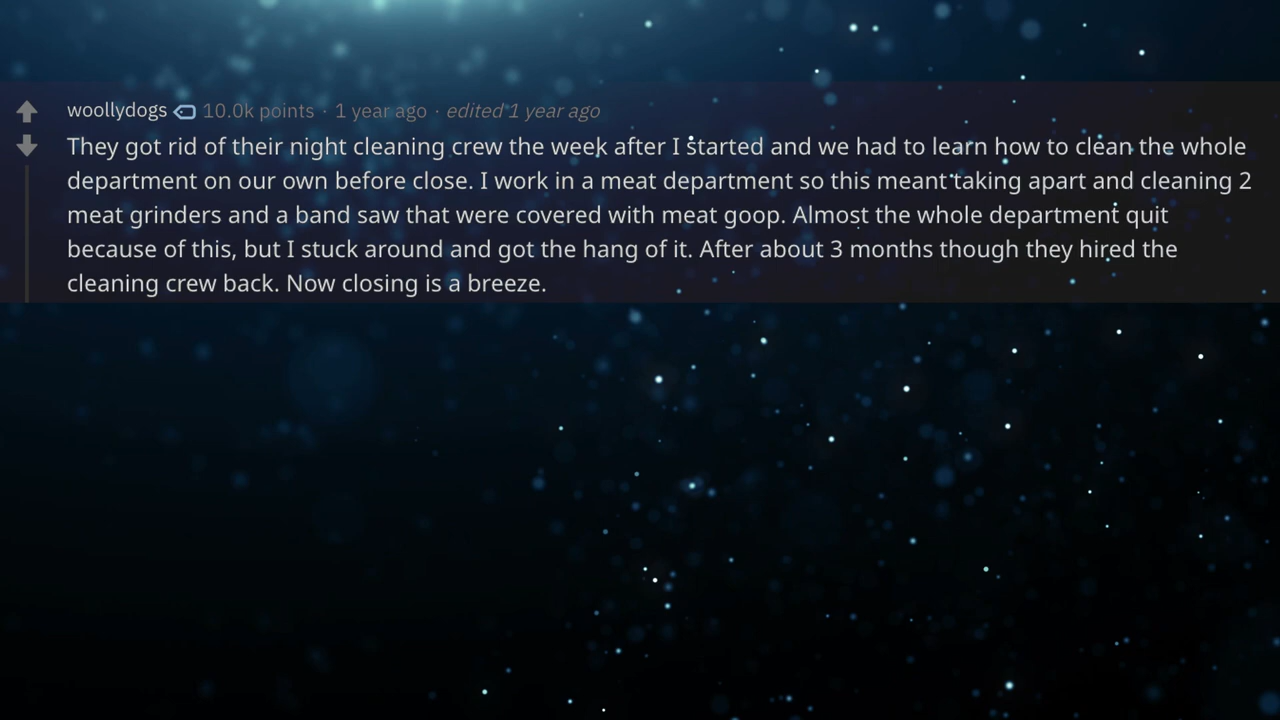 woollydogs 10.0k points · 1 year ago · edited 1 year ago
They got rid of their night cleaning crew the week after I started and we had to learn how to clean the whole
department on our own before close. I work in a meat department so this meant taking apart and cleaning 2
meat grinders and a band saw that were covered with meat goop. Almost the whole department quit
because of this, but I stuck around and got the hang of it. After about 3 months though they hired the
cleaning crew back. Now closing is a breeze.